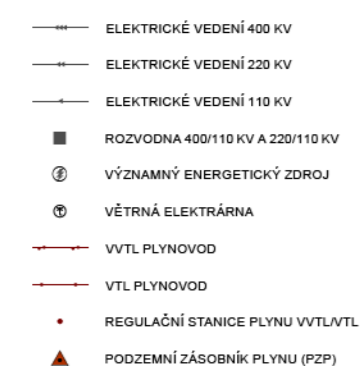 ELEKTRICKÉ VEDENÍ 400 KV
ELEKTRICKÉ VEDENÍ 220 KV
ELEKTRICKÉ VEDENÍ 110 KV
ROZVODNA 400/110 KV A 220/110 KV
VÝZNAMNÝ ENERGETICKÝ ZDROJ
VĚTRNÁ ELEKTRÁRNA
VVTL PLYNOVOD
VTL PLYNOVOD
REGULAČNÍ STANICE PLYNU VVTL/VTL
PODZEMNÍ ZÁSOBNÍK PLYNU (PZP)